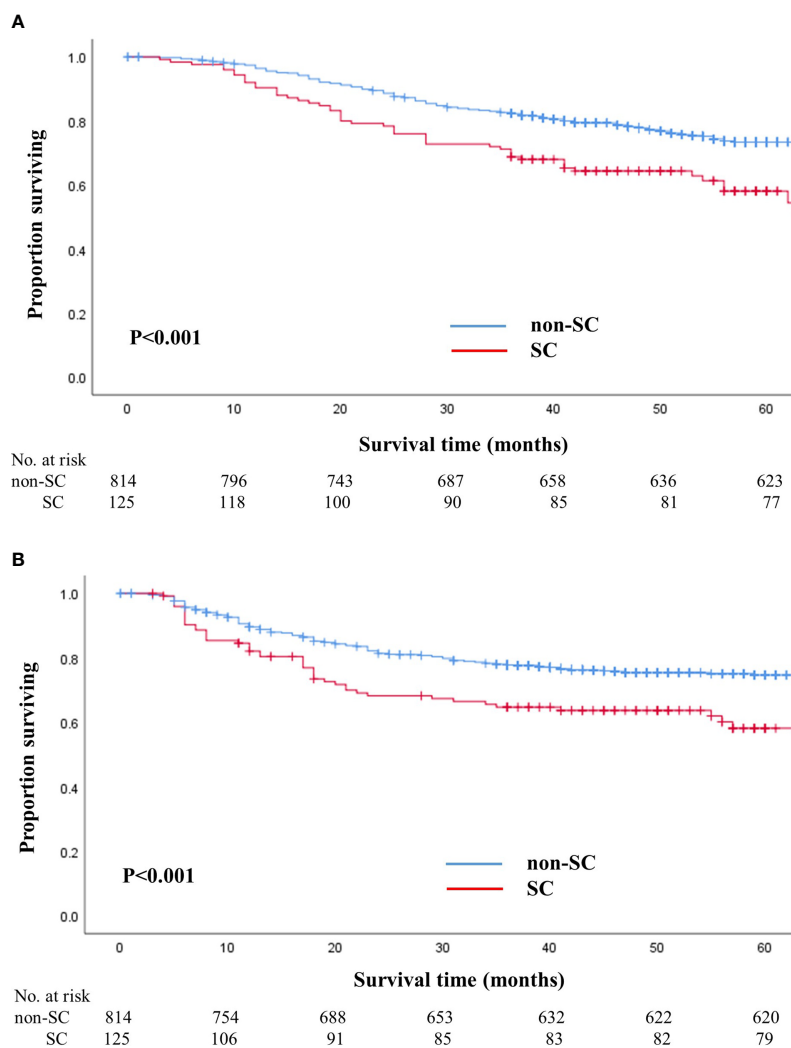 A
1.0
0.8
0.6
0.4
0.2
0.0
Proportion surviving
P<0.001
non-SC
SC
0 10 20 30 40 50 60
Survival time (months)
No. at risk
non-SC 814 796 743 687 658 636 623
SC 125 118 100 90 85 81 77
B
1.0
0.8
0.6
0.4
0.2
0.0
Proportion surviving
P<0.001
non-SC
SC
0 10 20 30 40 50 60
Survival time (months)
No. at risk
non-SC 814 754 688 653 632 622 620
SC 125 106 91 85 83 82 79